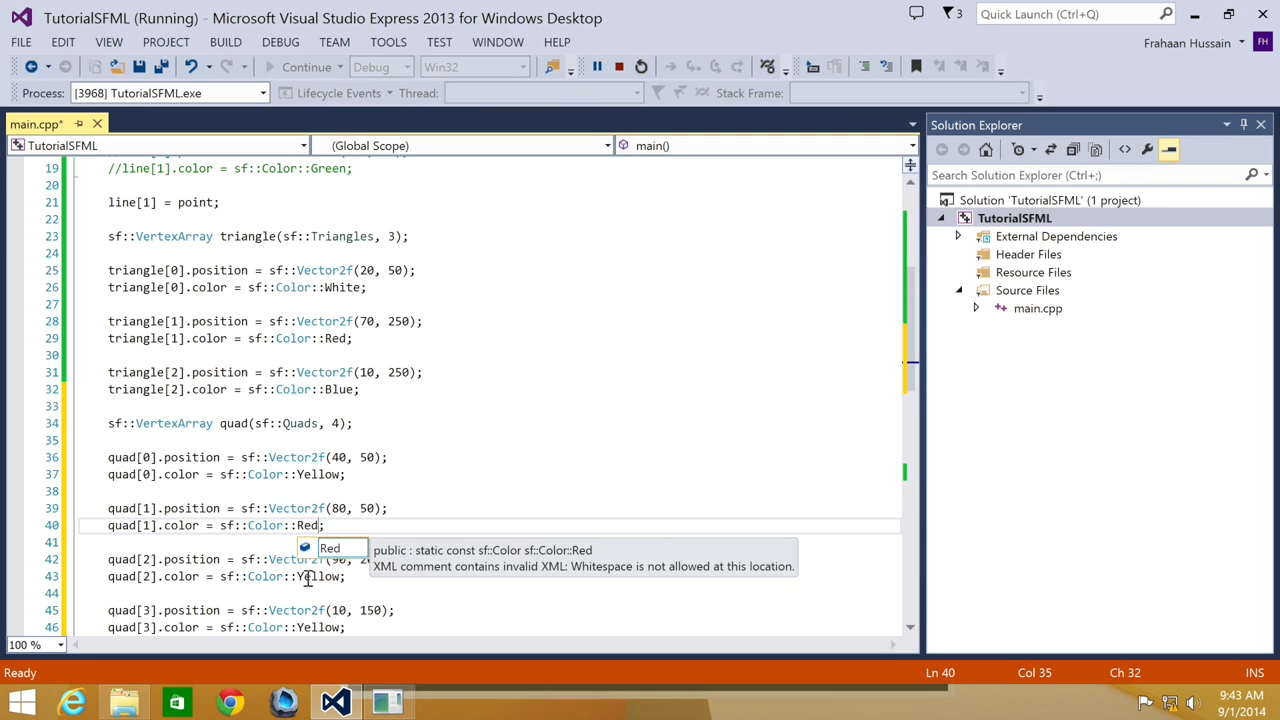 TutorialSFML (Running) - Microsoft Visual Studio Express 2013 for Windows Desktop
3
Quick Launch (Ctrl+;)
FILE EDIT VIEW PROJECT BUILD DEBUG TEAM TOOLS TEST WINDOW HELP
Frahaan Hussain
FH
Continue Debug Win32
Process: [3968] TutorialSFML.exe Lifecycle Events Thread: Stack Frame:
main.cpp*
Solution Explorer
TutorialSFML (Global Scope) main()
Search Solution Explorer (Ctrl+;)
Solution 'TutorialSFML' (1 project)
TutorialSFML
External Dependencies
Header Files
Resource Files
Source Files
main.cpp
19 //line[1].color = sf::Color::Green;
20
21 line[1] = point;
22
23 sf::VertexArray triangle(sf::Triangles, 3);
24
25 triangle[0].position = sf::Vector2f(20, 50);
26 triangle[0].color = sf::Color::White;
27
28 triangle[1].position = sf::Vector2f(70, 250);
29 triangle[1].color = sf::Color::Red;
30
31 triangle[2].position = sf::Vector2f(10, 250);
32 triangle[2].color = sf::Color::Blue;
33
34 sf::VertexArray quad(sf::Quads, 4);
35
36 quad[0].position = sf::Vector2f(40, 50);
37 quad[0].color = sf::Color::Yellow;
38
39 quad[1].position = sf::Vector2f(80, 50);
40 quad[1].color = sf::Color::Red;
41
Red
public : static const sf::Color sf::Color::Red
XML comment contains invalid XML: Whitespace is not allowed at this location.
42 quad[2].position = sf::Vector2f(
43 quad[2].color = sf::Color::Yellow;
44
45 quad[3].position = sf::Vector2f(10, 150);
46 quad[3].color = sf::Color::Yellow;
100 %
Ready Ln 40 Col 35 Ch 32 INS
9:43 AM
9/1/2014